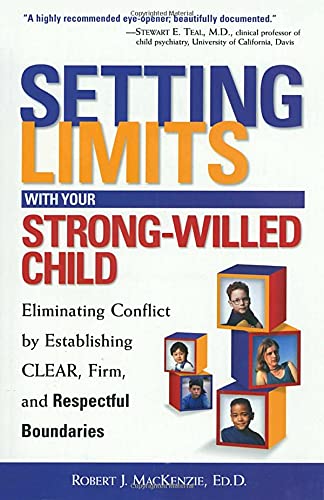 "A highly recommended eye-opener; beautifully documented."
—STEWART E. TEAL, M.D., clinical professor of
child psychiatry, University of California, Davis
SETTING
LIMITS
WITH YOUR
STRONG-WILLED
CHILD
Eliminating Conflict
by Establishing
CLEAR, Firm,
and Respectful
Boundaries
ROBERT J. MACKENZIE, ED.D.